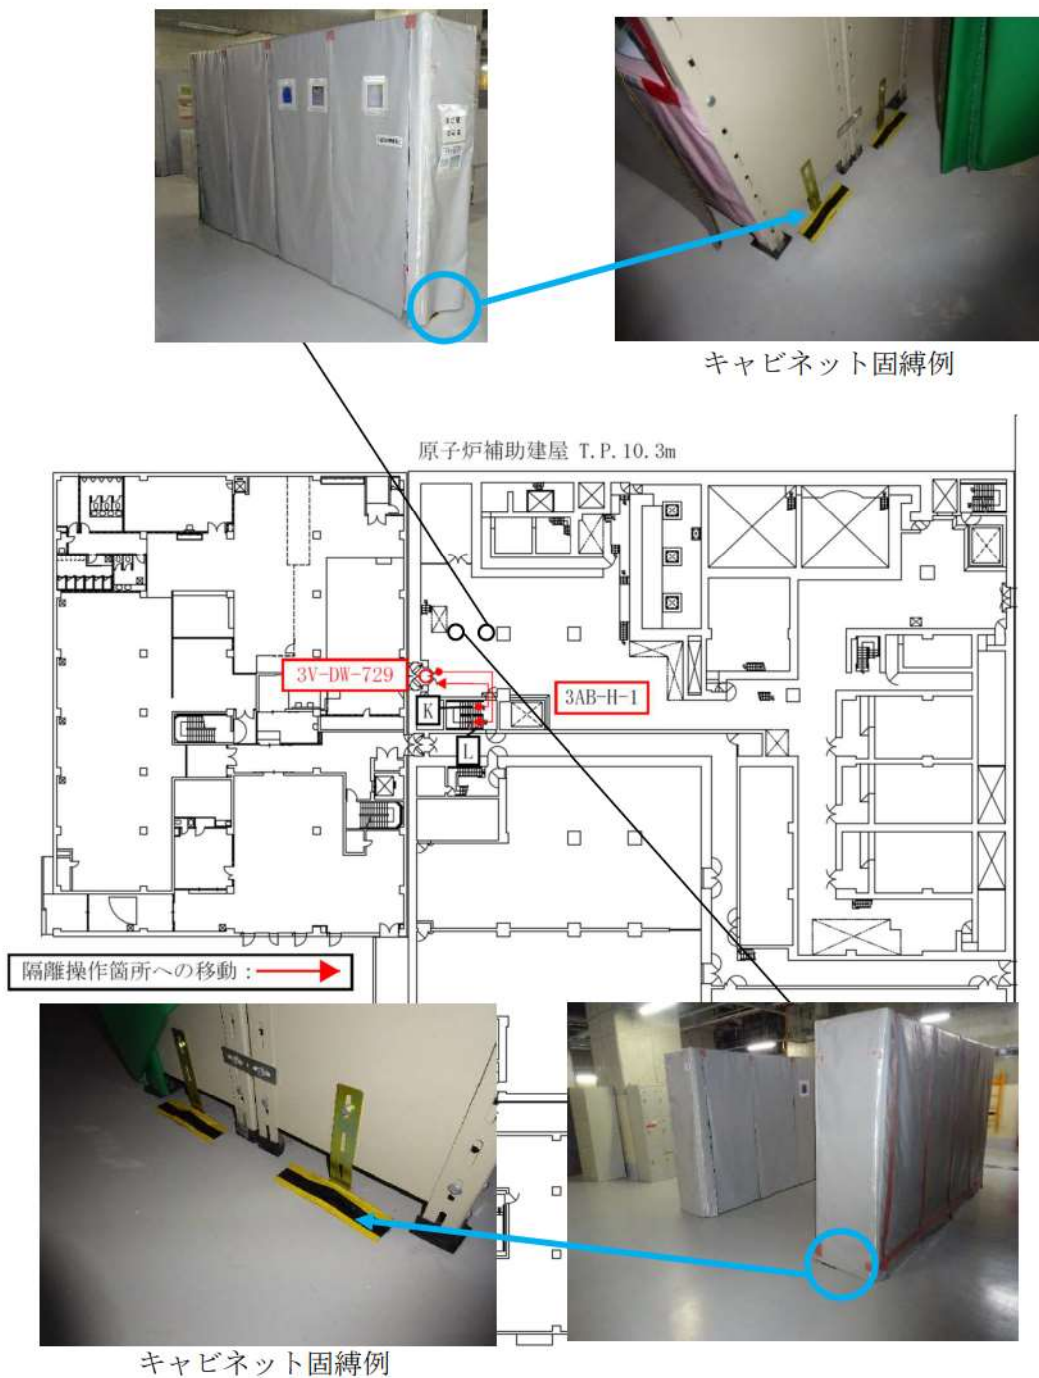 キャビネット固縛例
原子炉補助建屋 T.P.10.3m
3V-DW-729
3AB-H-1
K
L
隔離操作箇所への移動：
キャビネット固縛例